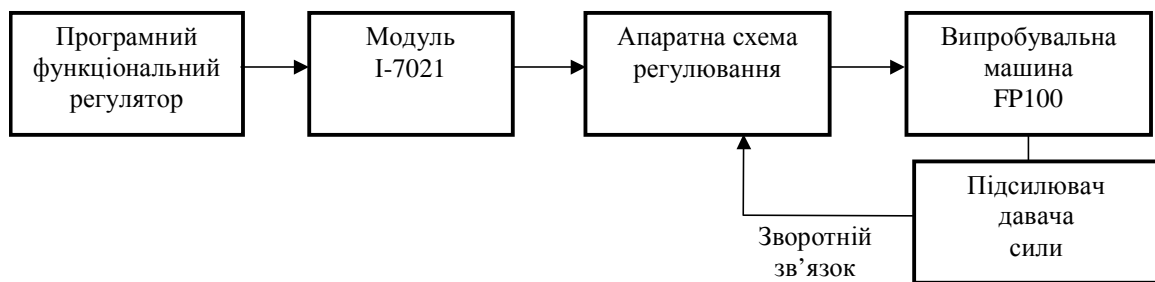 Програмний
функціональний
регулятор
Модуль
I-7021
Апаратна схема
регулювання
Випробувальна
машина
FP100
Підсилювач
давача
сили
Зворотній
зв’язок